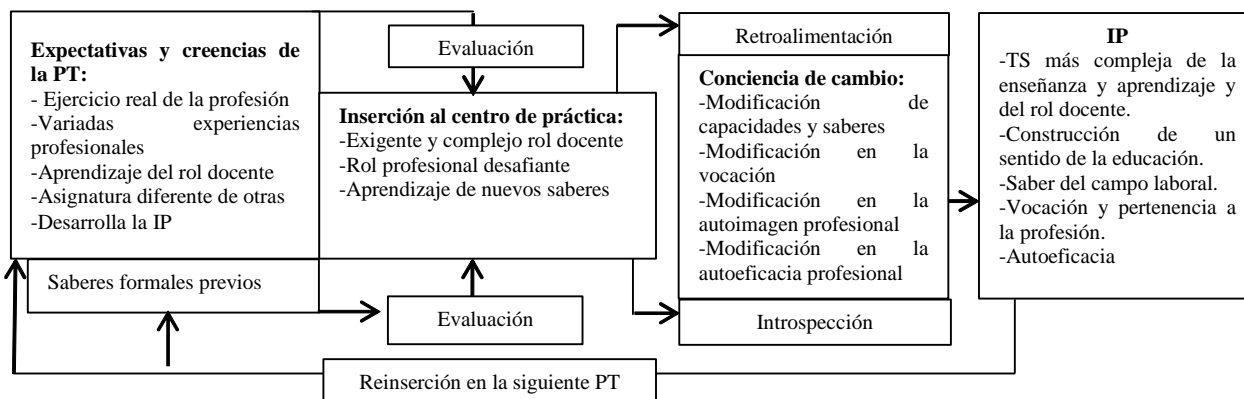 Expectativas y creencias de
la PT:
- Ejercicio real de la profesión
-Variadas experiencias
profesionales
-Aprendizaje del rol docente
-Asignatura diferente de otras
-Desarrolla la IP
Saberes formales previos
Evaluación
Inserción al centro de práctica:
-Exigente y complejo rol docente
-Rol profesional desafiante
-Aprendizaje de nuevos saberes
Evaluación
Retroalimentación
Conciencia de cambio:
-Modificación de
capacidades y saberes
-Modificación en la
vocación
-Modificación en la
autoimagen profesional
-Modificación en la
autoeficacia profesional
Introspección
IP
-TS más compleja de la
enseñanza y aprendizaje y
del rol docente.
-Construcción de un
sentido de la educación.
-Saber del campo laboral.
-Vocación y pertenencia a
la profesión.
-Autoeficacia
Reinserción en la siguiente PT